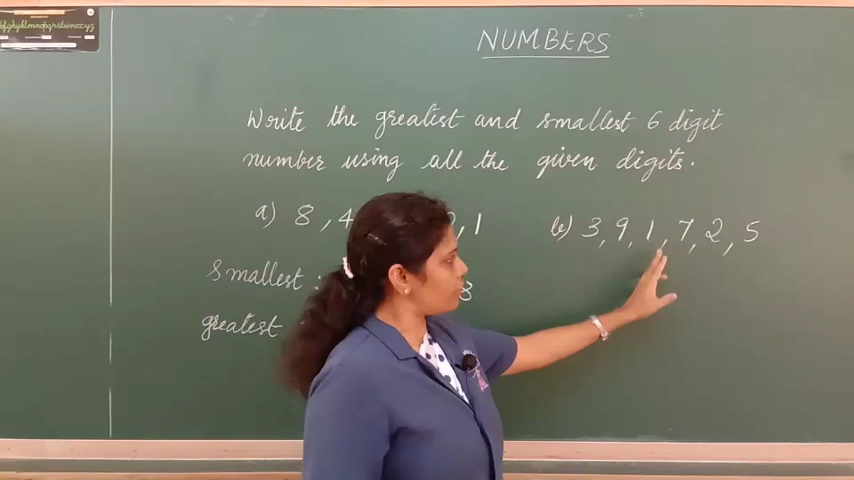 NUMBERS
Write the greatest and smallest 6 digit
number using all the given digits.
a) 8, 4 , 1 b) 3, 9, 1, 7, 2, 5
Smallest : 8
greatest